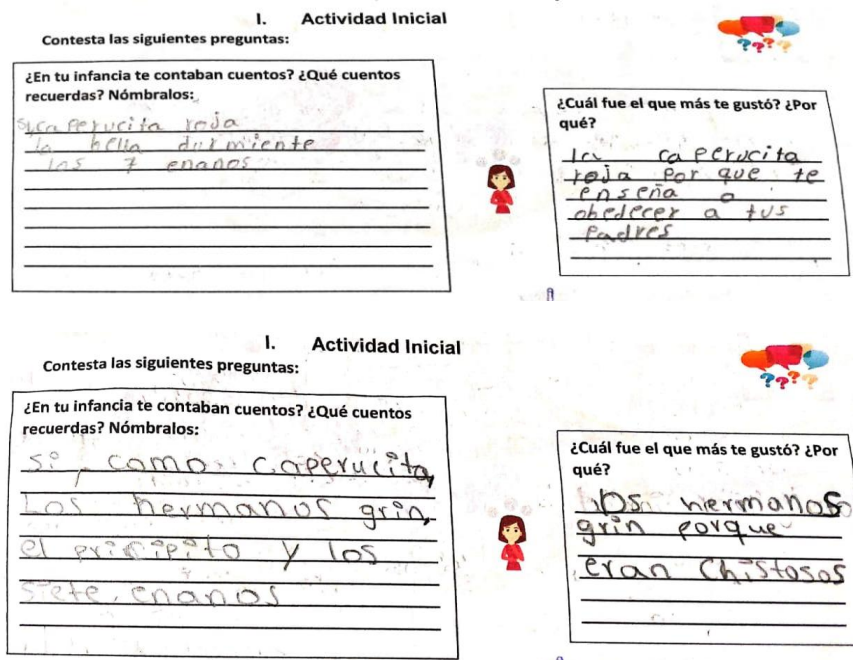 I. Actividad Inicial
Contesta las siguientes preguntas:
¿En tu infancia te contaban cuentos? ¿Qué cuentos
recuerdas? Nómbralos:
si, caperucita roja
la bella durmiente
las 7 enanos
¿Cuál fue el que más te gustó? ¿Por
qué?
la caperucita
roja por que te
enseña a
obedecer a tus
padres
I. Actividad Inicial
Contesta las siguientes preguntas:
¿En tu infancia te contaban cuentos? ¿Qué cuentos
recuerdas? Nómbralos:
si, como caperucita,
Los hermanos grin,
el principito y los
siete enanos
¿Cuál fue el que más te gustó? ¿Por
qué?
los hermanos
grin porque
eran chistosos